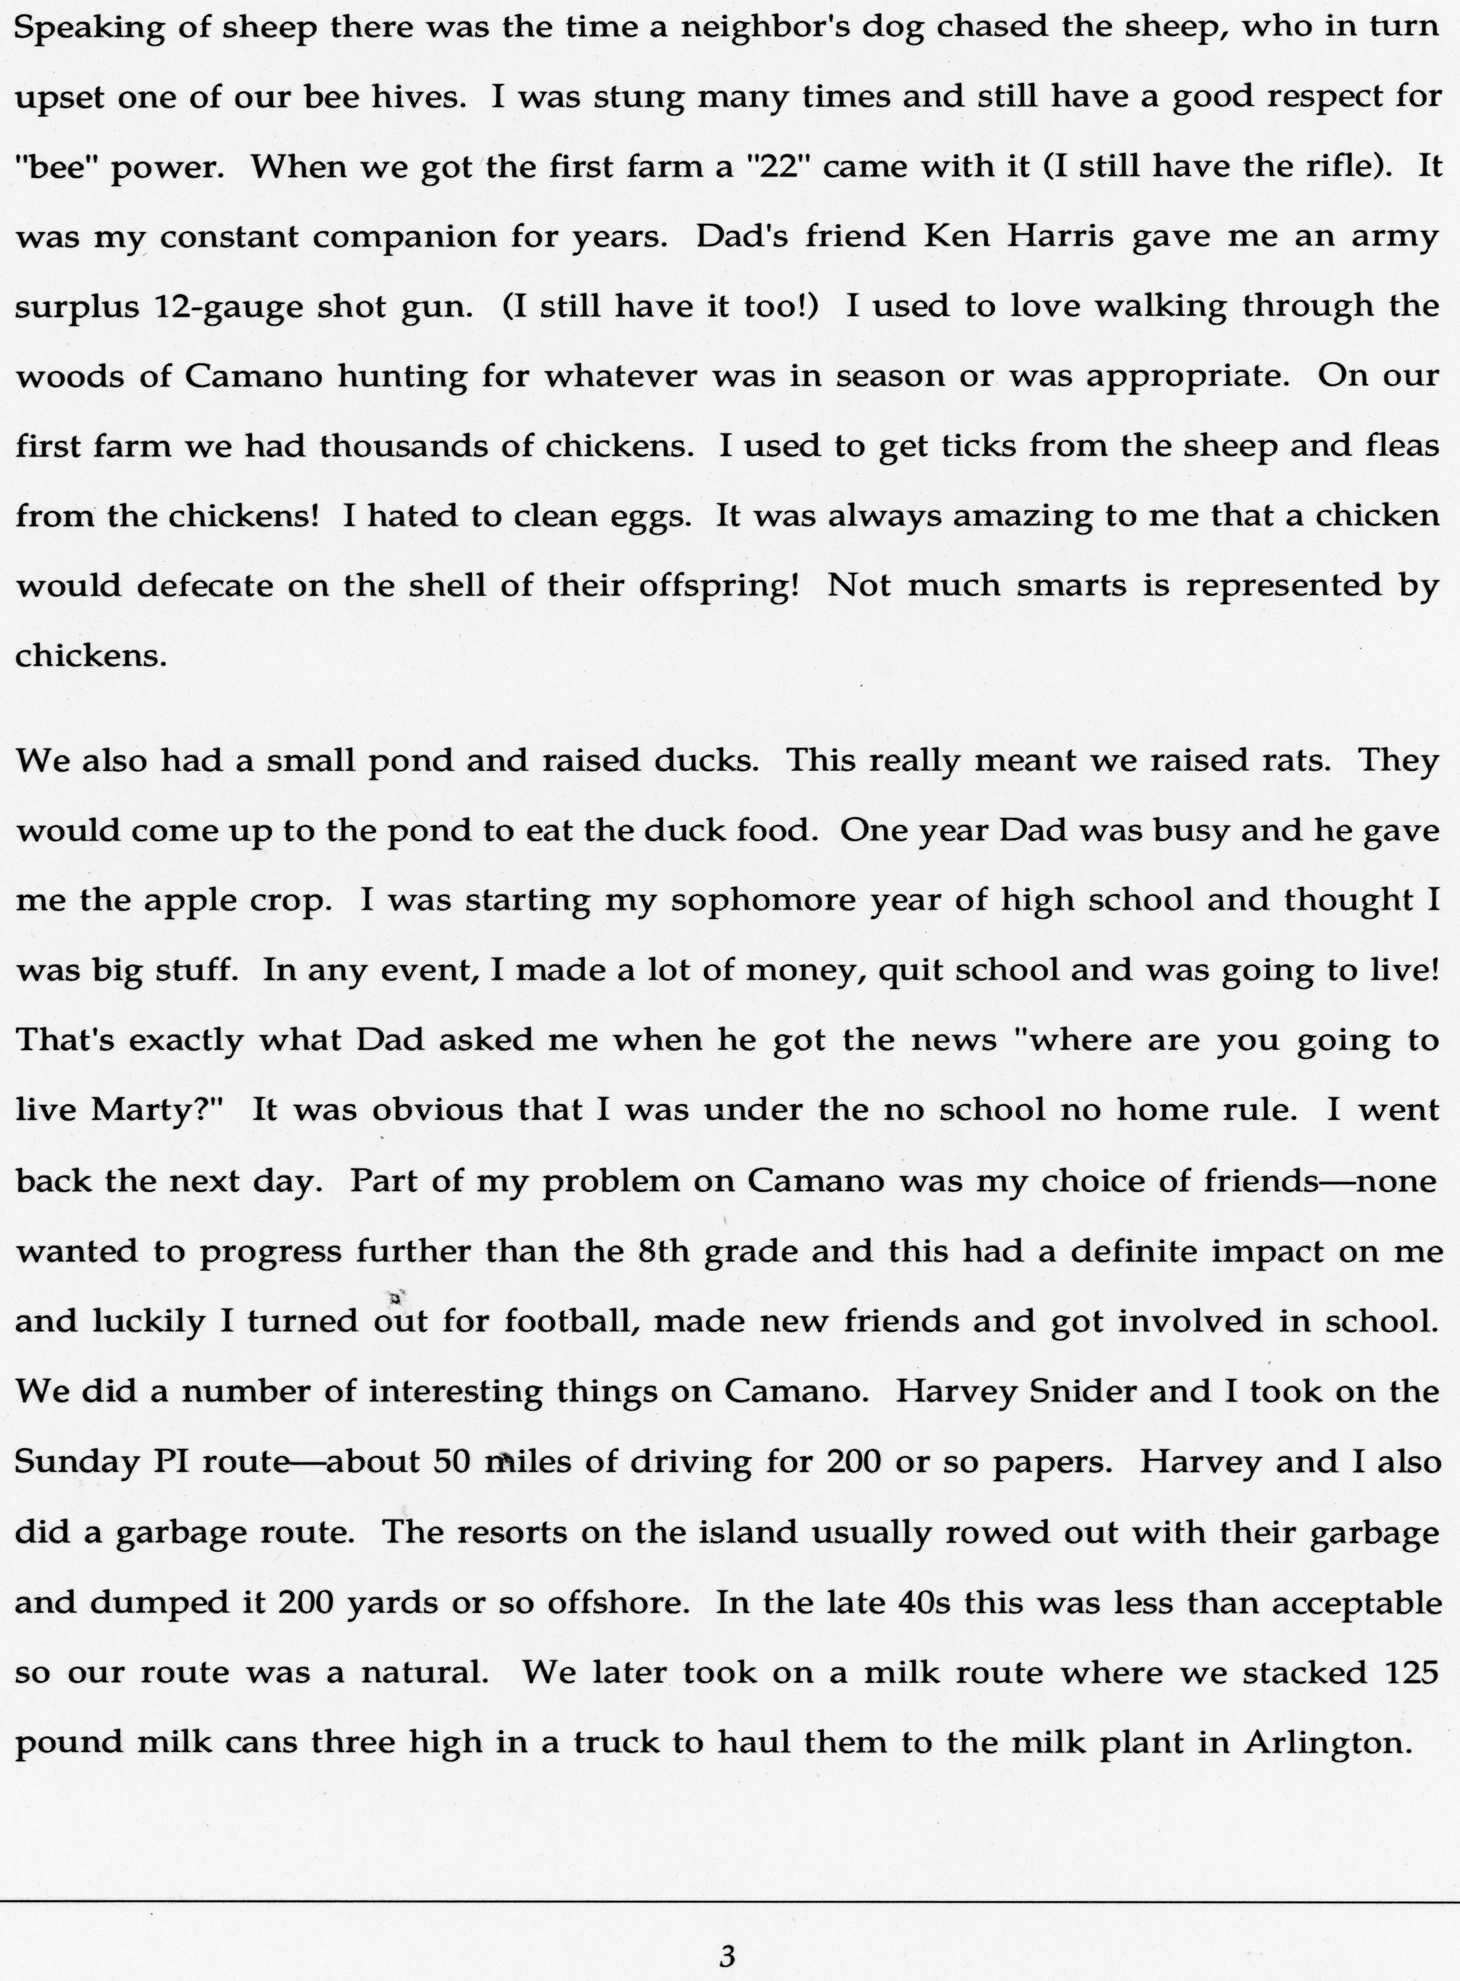 Speaking of sheep there was the time a neighbor's dog chased the sheep, who in turn
upset one of our bee hives.  I was stung many times and still have a good respect for
"bee" power.  When we got the first farm a "22" came with it (I still have the rifle).  It
was my constant companion for years.  Dad's friend Ken Harris gave me an army
surplus 12-gauge shot gun.  (I still have it too!)  I used to love walking through the
woods of Camano hunting for whatever was in season or was appropriate.  On our
first farm we had thousands of chickens.  I used to get ticks from the sheep and fleas
from the chickens!  I hated to clean eggs.  It was always amazing to me that a chicken
would defecate on the shell of their offspring!  Not much smarts is represented by
chickens.
We also had a small pond and raised ducks.  This really meant we raised rats.  They
would come up to the pond to eat the duck food.  One year Dad was busy and he gave
me the apple crop.  I was starting my sophomore year of high school and thought I
was big stuff.  In any event, I made a lot of money, quit school and was going to live!
That's exactly what Dad asked me when he got the news "where are you going to
live Marty?"  It was obvious that I was under the no school no home rule.  I went
back the next day.  Part of my problem on Camano was my choice of friends—none
wanted to progress further than the 8th grade and this had a definite impact on me
and luckily I turned out for football, made new friends and got involved in school.
We did a number of interesting things on Camano.  Harvey Snider and I took on the
Sunday PI route—about 50 miles of driving for 200 or so papers.  Harvey and I also
did a garbage route.  The resorts on the island usually rowed out with their garbage
and dumped it 200 yards or so offshore.  In the late 40s this was less than acceptable
so our route was a natural.  We later took on a milk route where we stacked 125
pound milk cans three high in a truck to haul them to the milk plant in Arlington.
3